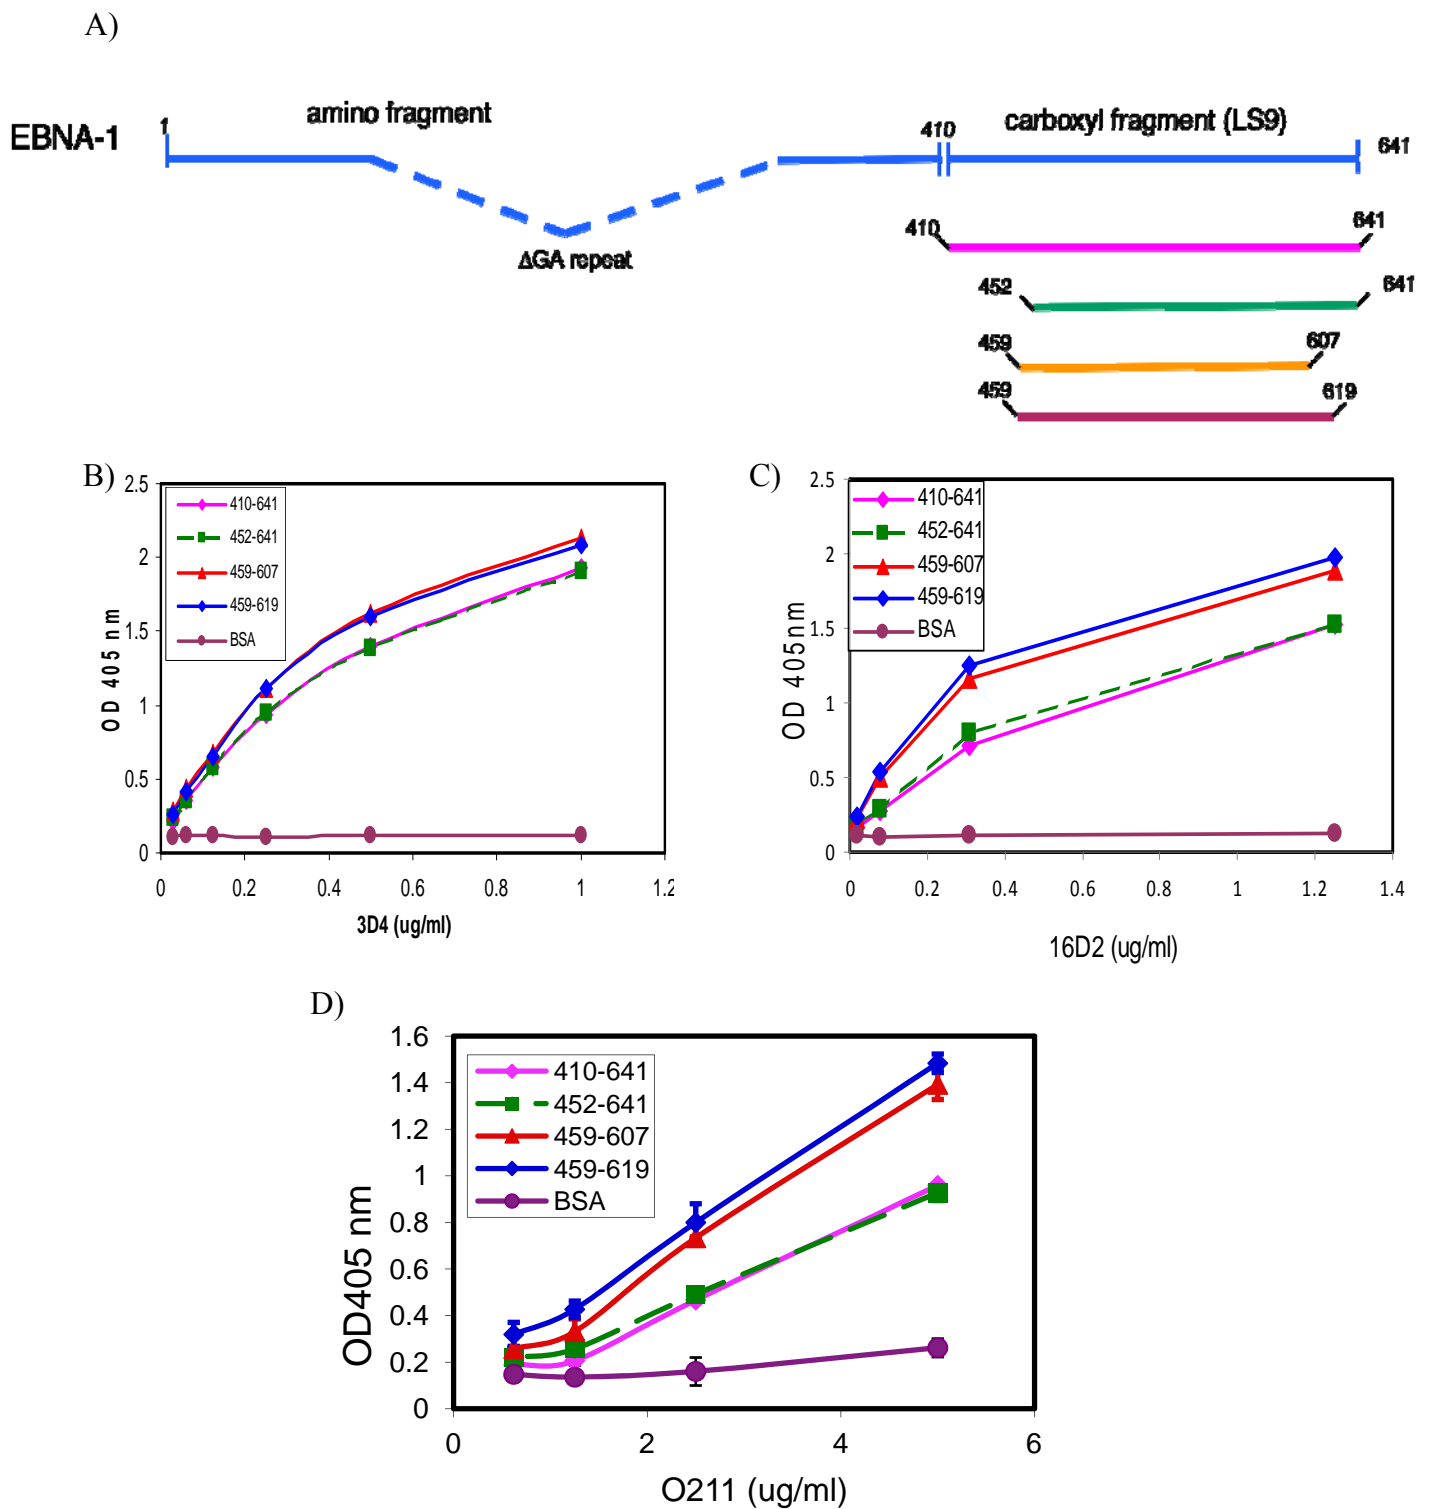 A)
EBNA-1
1
amino fragment
410
carboxyl fragment (LS9)
641
ΔGA repeat
410
641
452
641
459
607
459
619
B)
2.5
2
1.5
1
0.5
0
OD 405nm
410-641
452-641
459-607
459-619
BSA
0 0.2 0.4 0.6 0.8 1 1.2
3D4 (ug/ml)
C)
2.5
2
1.5
1
0.5
0
OD 405nm
410-641
452-641
459-607
459-619
BSA
0 0.2 0.4 0.6 0.8 1 1.2 1.4
16D2 (ug/ml)
D)
1.6
1.4
1.2
1
0.8
0.6
0.4
0.2
0
OD405 nm
410-641
452-641
459-607
459-619
BSA
0 2 4 6
O211 (ug/ml)